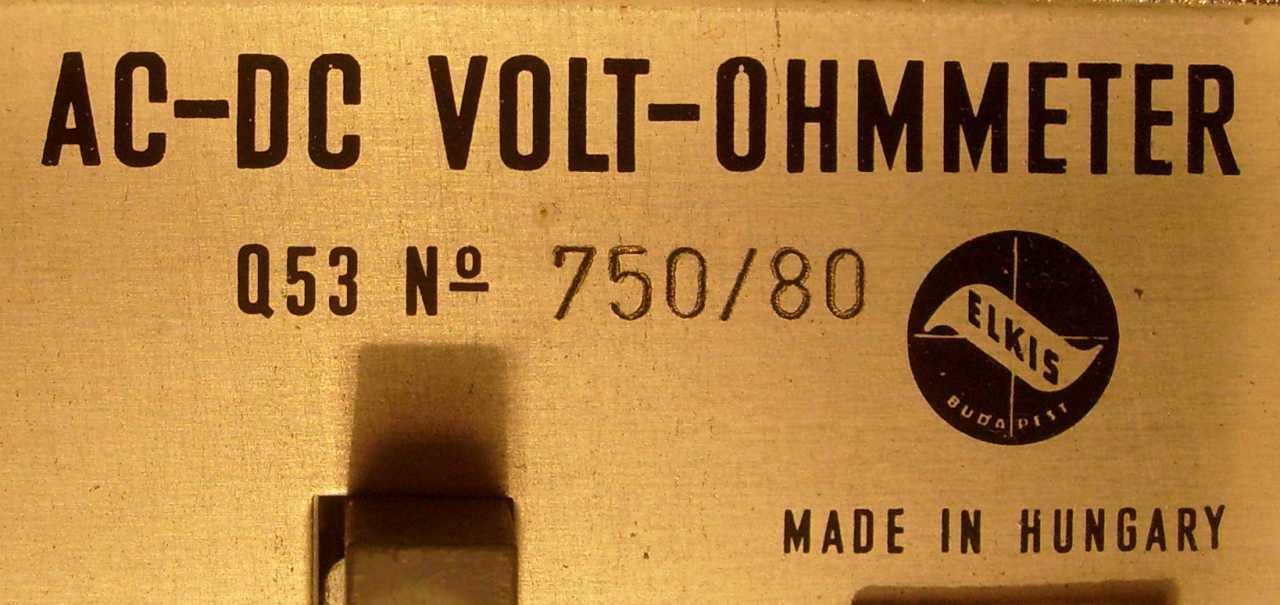 AC-DC VOLT-OHMMETER
Q53 Nº 750/80
ELKIS
BUDAPEST
MADE IN HUNGARY